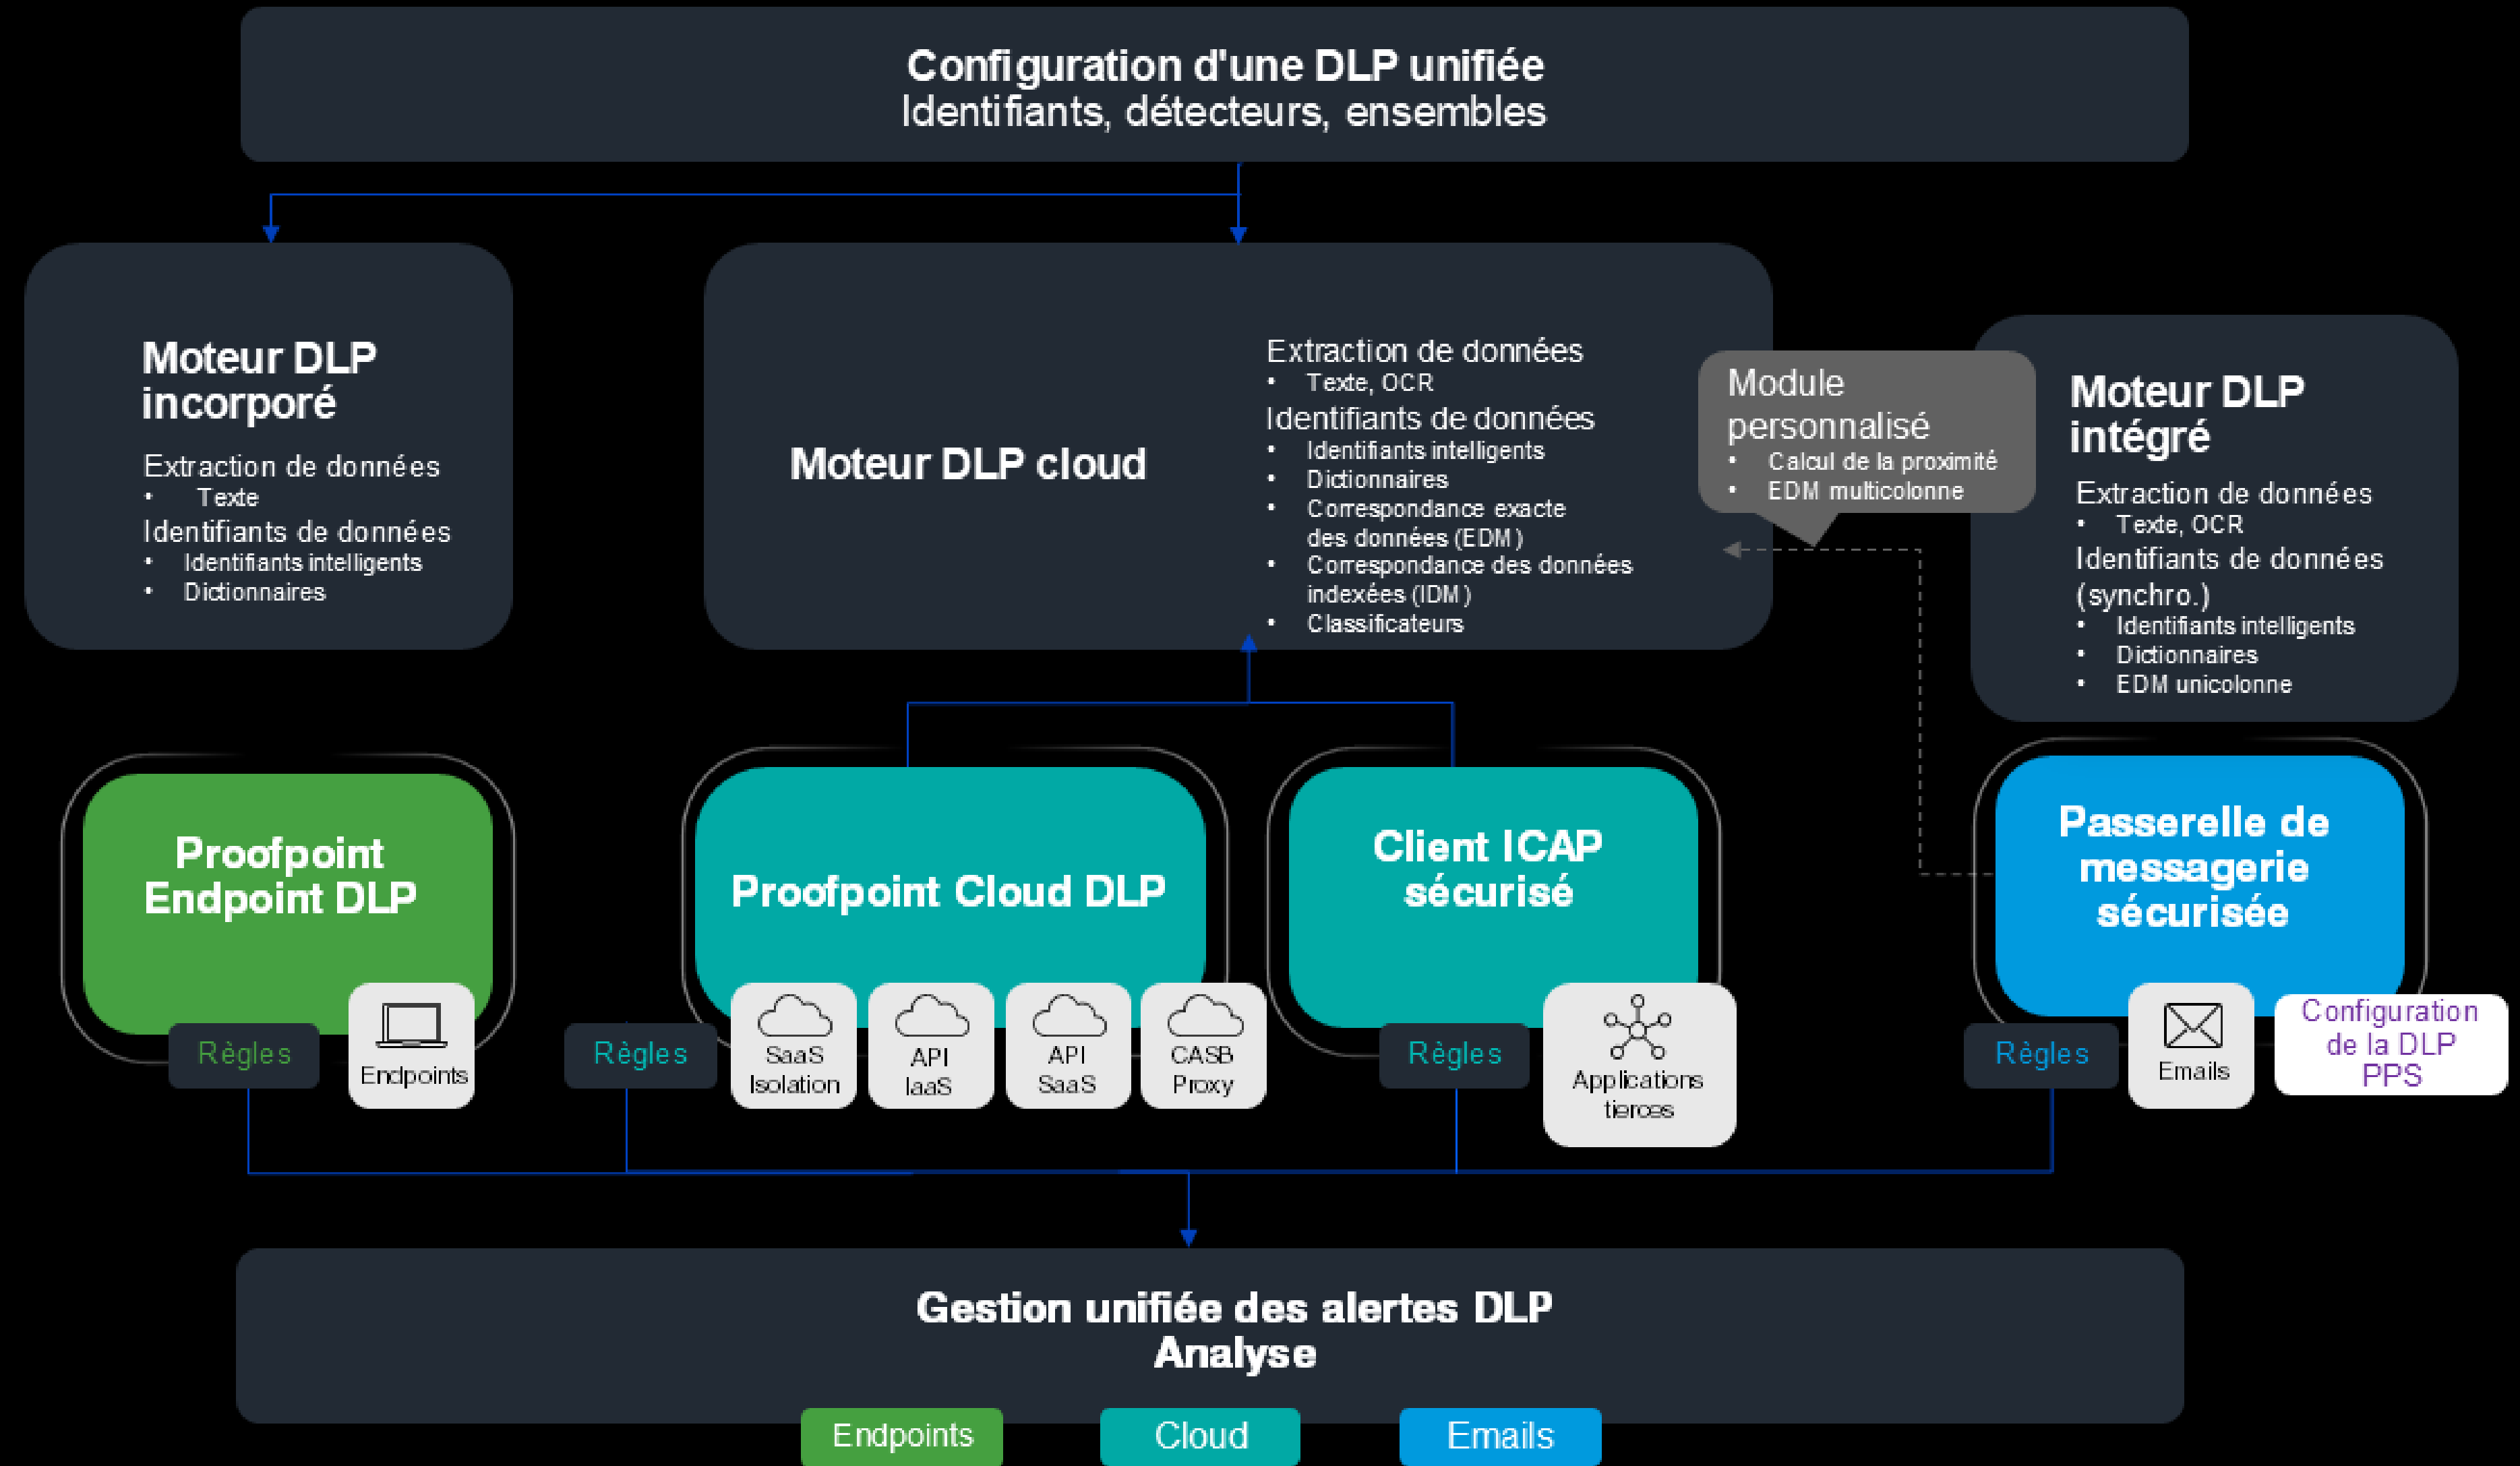 Configuration d'une DLP unifiée
Identifiants, détecteurs, ensembles
Moteur DLP
incorporé
Extraction de données
• Texte
Identifiants de données
• Identifiants intelligents
• Dictionnaires
Moteur DLP cloud
Extraction de données
• Texte, OCR
Identifiants de données
• Identifiants intelligents
• Dictionnaires
• Correspondance exacte
des données (EDM)
• Correspondance des données
indexées (IDM)
• Classificateurs
Module
personnalisé
• Calcul de la proximité
• EDM multicolonne
Moteur DLP
intégré
Extraction de données
• Texte, OCR
Identifiants de données
(synchro.)
• Identifiants intelligents
• Dictionnaires
• EDM unicolonne
Proofpoint
Endpoint DLP
Règles
Endpoints
Proofpoint Cloud DLP
Règles
SaaS
Isolation
API
IaaS
API
SaaS
CASB
Proxy
Client ICAP
sécurisé
Règles
Applications
tierces
Passerelle de
messagerie
sécurisée
Règles
Emails
Configuration
de la DLP
PPS
Gestion unifiée des alertes DLP
Analyse
Endpoints
Cloud
Emails